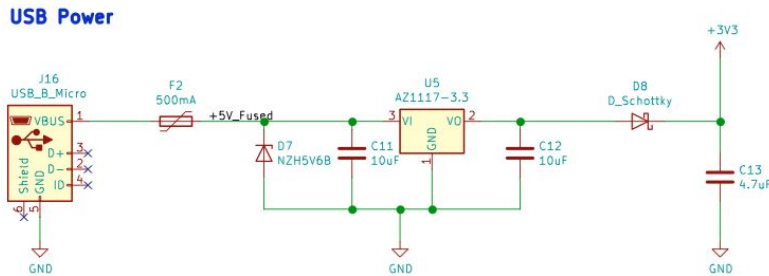 USB Power
+3V3
J16
USB_B_Micro
F2
500mA
U5
AZ1117-3.3
D8
D_Schottky
VBUS 1
+5V_Fused
3 VI VO 2
GND
1
D+ 3
D- 2
ID 4
Shield
GND
6
5
D7
NZH5V6B
C11
10uF
C12
10uF
C13
4.7uF
GND
GND
GND